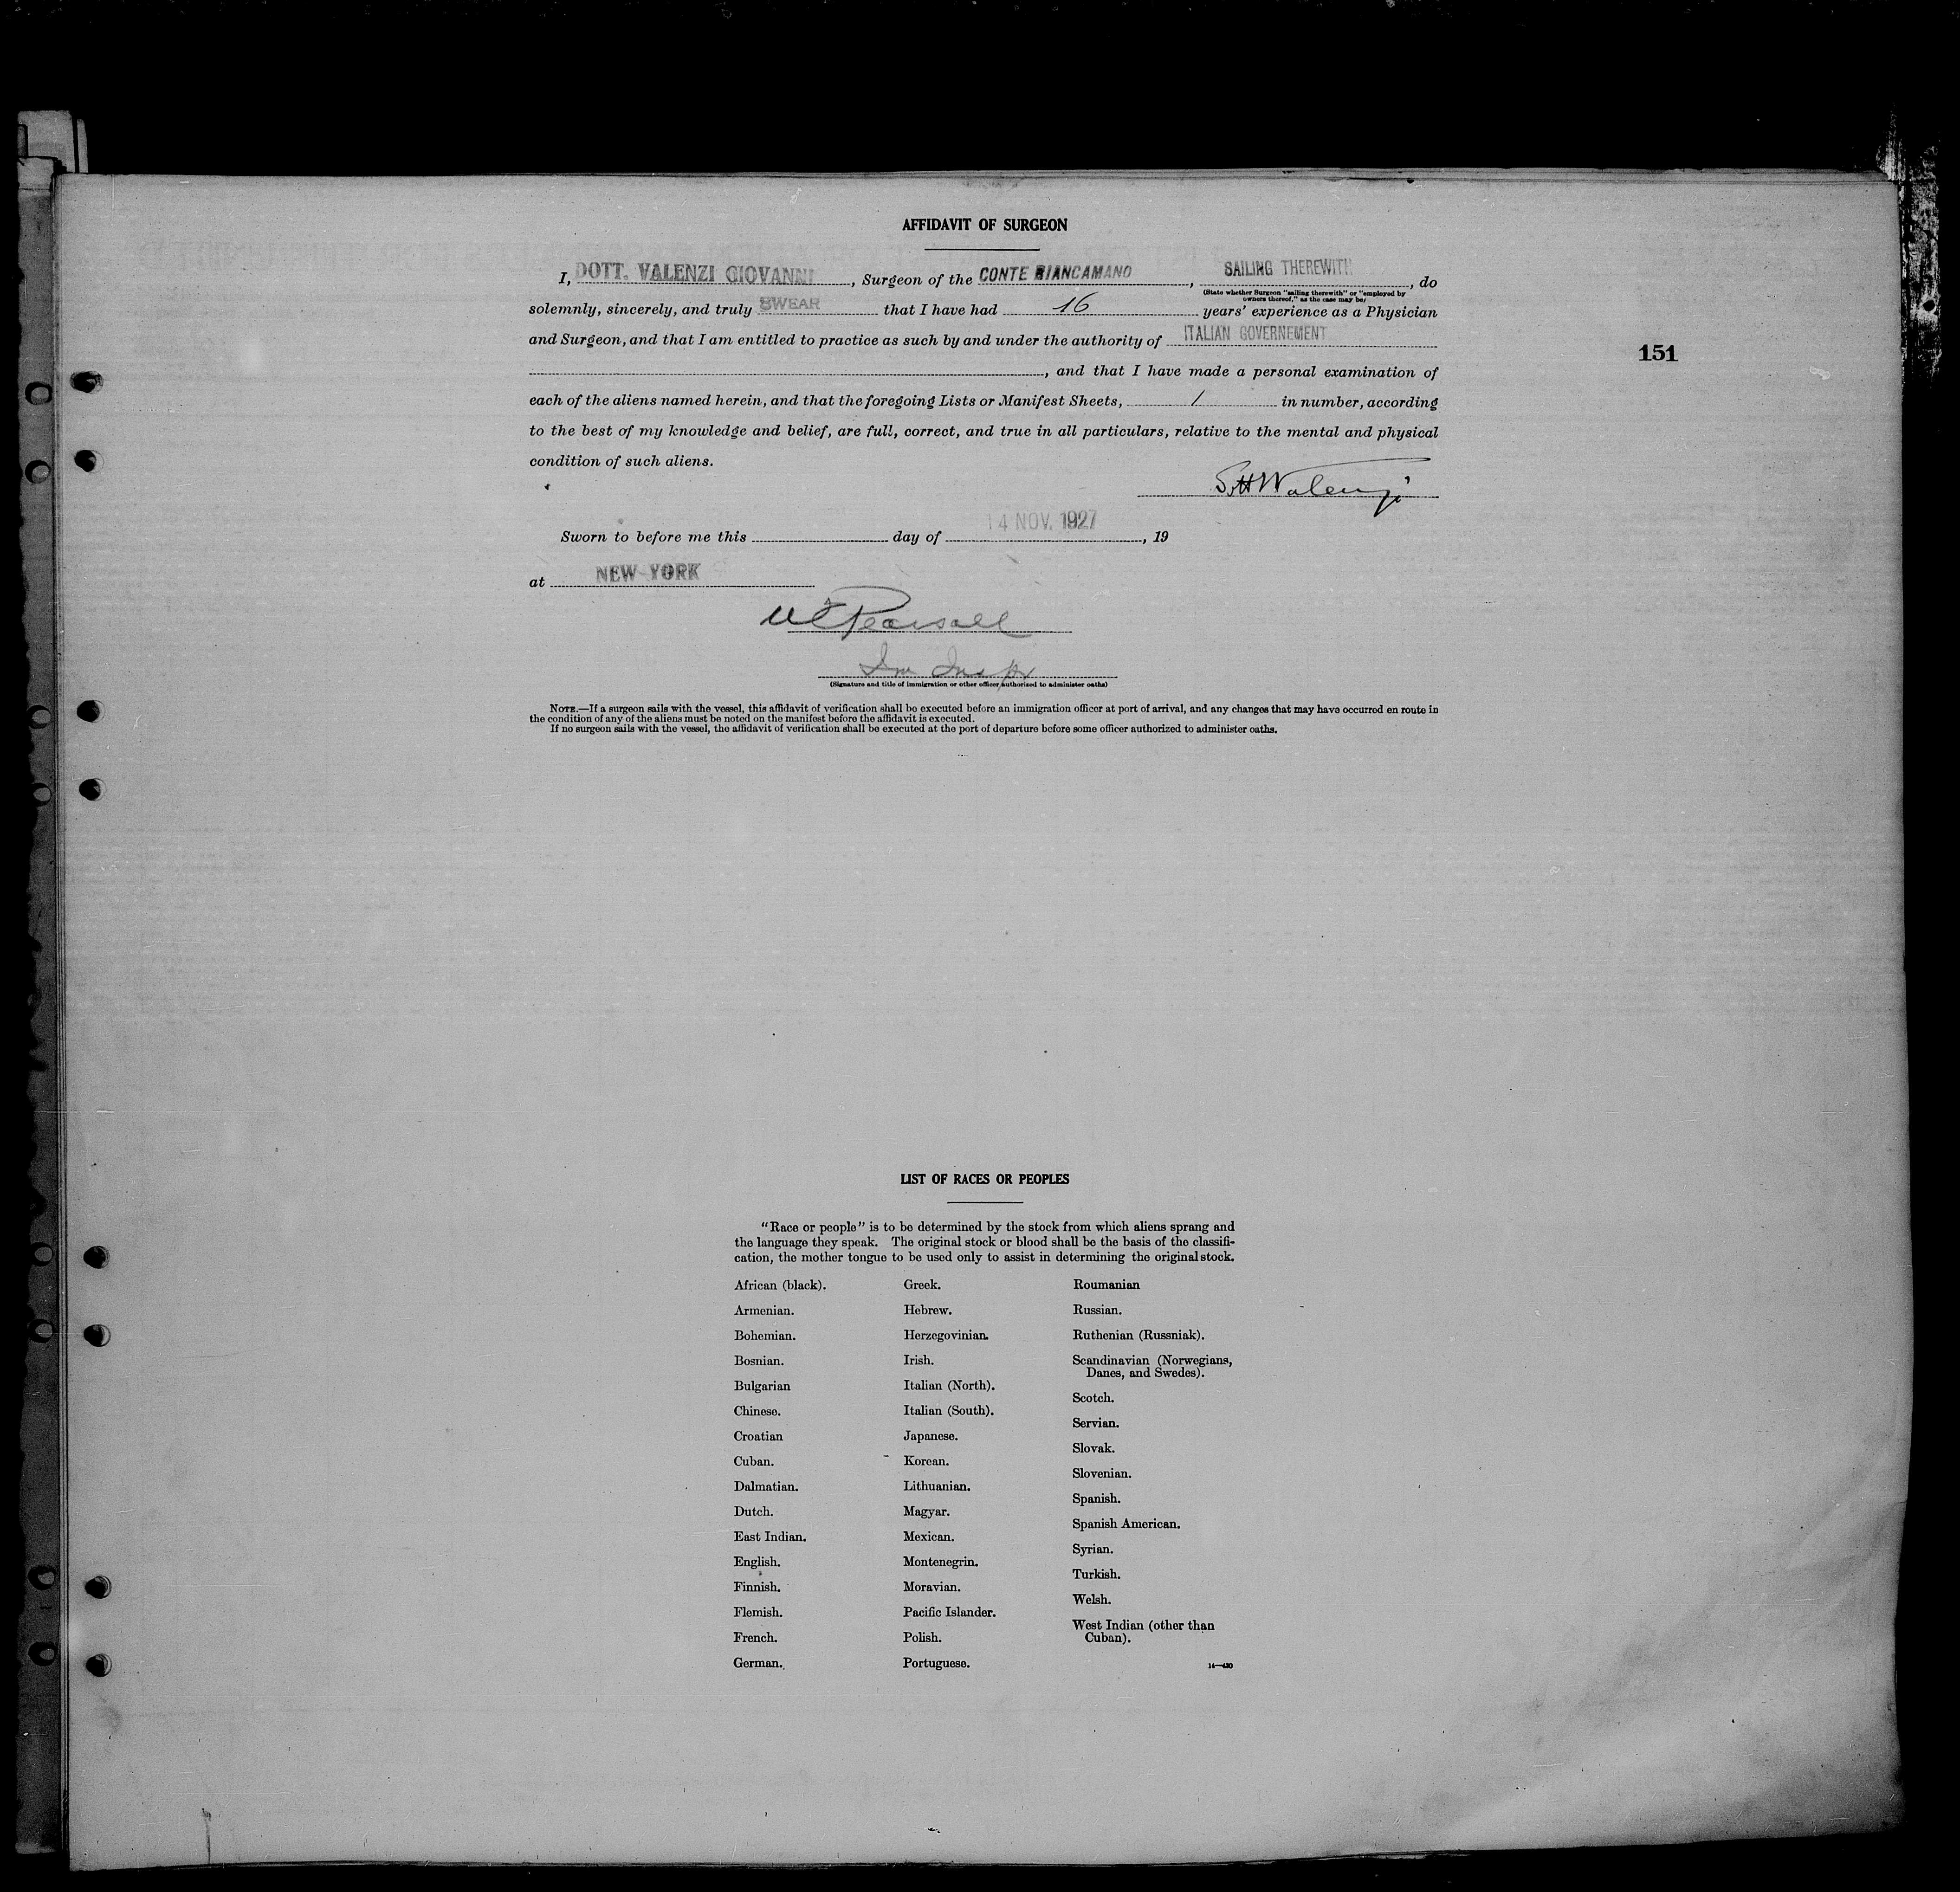 AFFIDAVIT OF SURGEON
I, DOTT. VALENZI GIOVANNI, Surgeon of the CONTE BIANCAMANO, SAILING THEREWITH, do
(State whether Surgeon "sailing therewith" or "employed by owners thereof," as the case may be)
solemnly, sincerely, and truly SWEAR that I have had 16 years' experience as a Physician
and Surgeon, and that I am entitled to practice as such by and under the authority of ITALIAN GOVERNEMENT
151
, and that I have made a personal examination of
each of the aliens named herein, and that the foregoing Lists or Manifest Sheets, 1 in number, according
to the best of my knowledge and belief, are full, correct, and true in all particulars, relative to the mental and physical
condition of such aliens.
Sworn to before me this day of 14 NOV. 1927, 19
at NEW YORK
Pearsall
(Signature and title of immigration or other officer authorized to administer oaths)
NOTE.—If a surgeon sails with the vessel, this affidavit of verification shall be executed before an immigration officer at port of arrival, and any changes that may have occurred en route in
the condition of any of the aliens must be noted on the manifest before the affidavit is executed.
If no surgeon sails with the vessel, the affidavit of verification shall be executed at the port of departure before some officer authorized to administer oaths.
LIST OF RACES OR PEOPLES
"Race or people" is to be determined by the stock from which aliens sprang and
the language they speak. The original stock or blood shall be the basis of the classifi-
cation, the mother tongue to be used only to assist in determining the original stock.
African (black).
Armenian.
Bohemian.
Bosnian.
Bulgarian
Chinese.
Croatian
Cuban.
Dalmatian.
Dutch.
East Indian.
English.
Finnish.
Flemish.
French.
German.
Greek.
Hebrew.
Herzegovinian.
Irish.
Italian (North).
Italian (South).
Japanese.
Korean.
Lithuanian.
Magyar.
Mexican.
Montenegrin.
Moravian.
Pacific Islander.
Polish.
Portuguese.
Roumanian
Russian.
Ruthenian (Russniak).
Scandinavian (Norwegians,
Danes, and Swedes).
Scotch.
Servian.
Slovak.
Slovenian.
Spanish.
Spanish American.
Syrian.
Turkish.
Welsh.
West Indian (other than
Cuban).